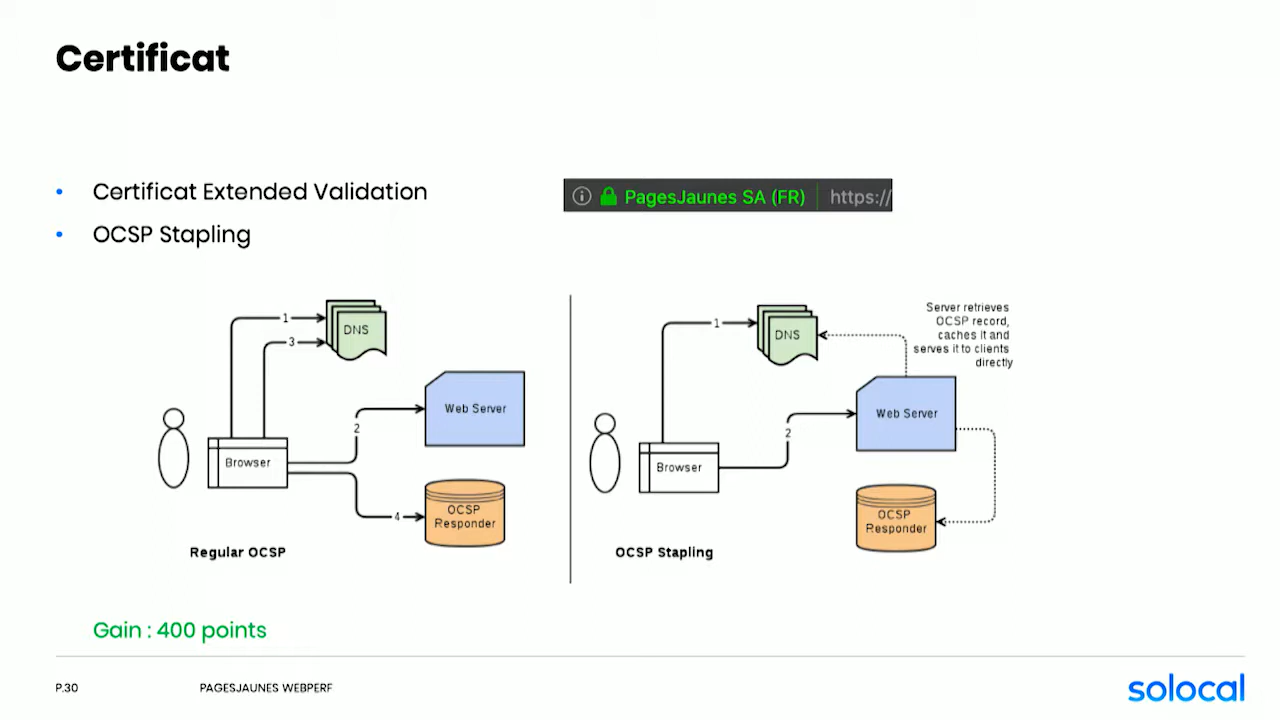 Certificat
• Certificat Extended Validation
PagesJaunes SA (FR) https://
• OCSP Stapling
1
3
DNS
2
Web Server
Browser
4
OCSP
Responder
Regular OCSP
1
DNS
Server retrieves
OCSP record,
caches it and
serves it to clients
directly
2
Web Server
Browser
OCSP
Responder
OCSP Stapling
Gain : 400 points
P.30
PAGESJAUNES WEBPERF
solocal